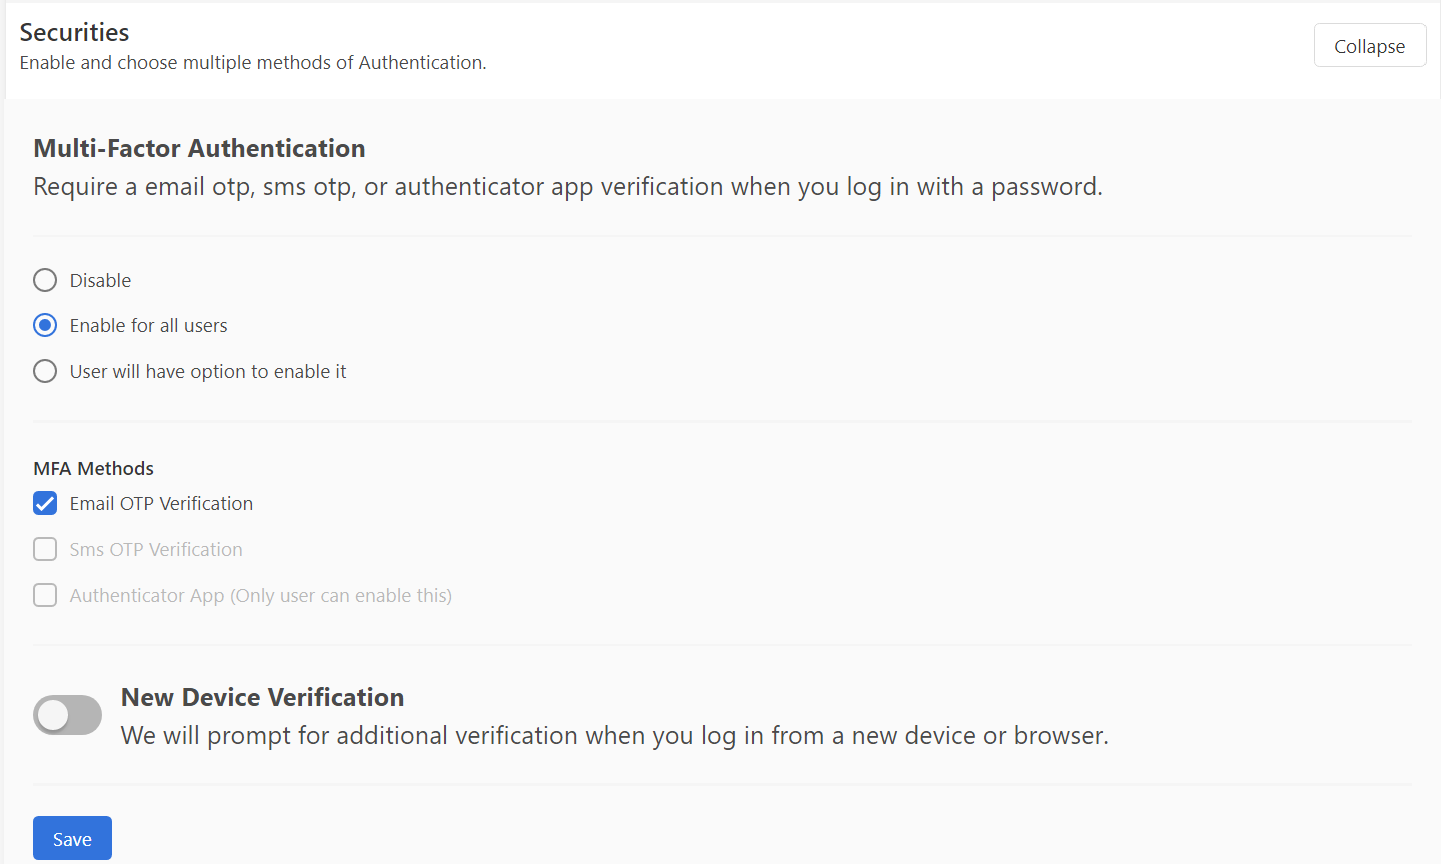 Securities
Enable and choose multiple methods of Authentication.
Collapse
Multi-Factor Authentication
Require a email otp, sms otp, or authenticator app verification when you log in with a password.
Disable
Enable for all users
User will have option to enable it
MFA Methods
Email OTP Verification
Sms OTP Verification
Authenticator App (Only user can enable this)
New Device Verification
We will prompt for additional verification when you log in from a new device or browser.
Save